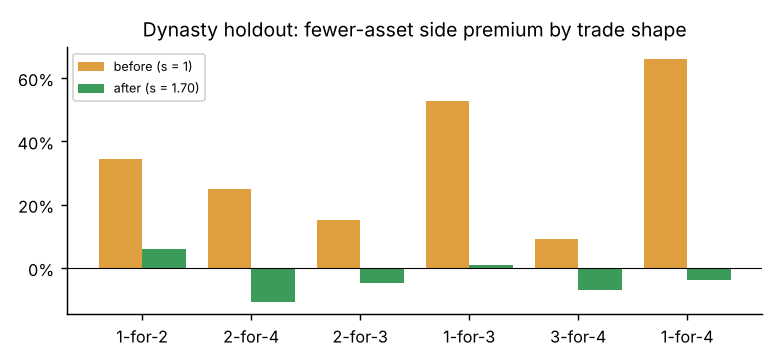 Dynasty holdout: fewer-asset side premium by trade shape
before (s = 1)
after (s = 1.70)
60%
40%
20%
0%
1-for-2 2-for-4 2-for-3 1-for-3 3-for-4 1-for-4